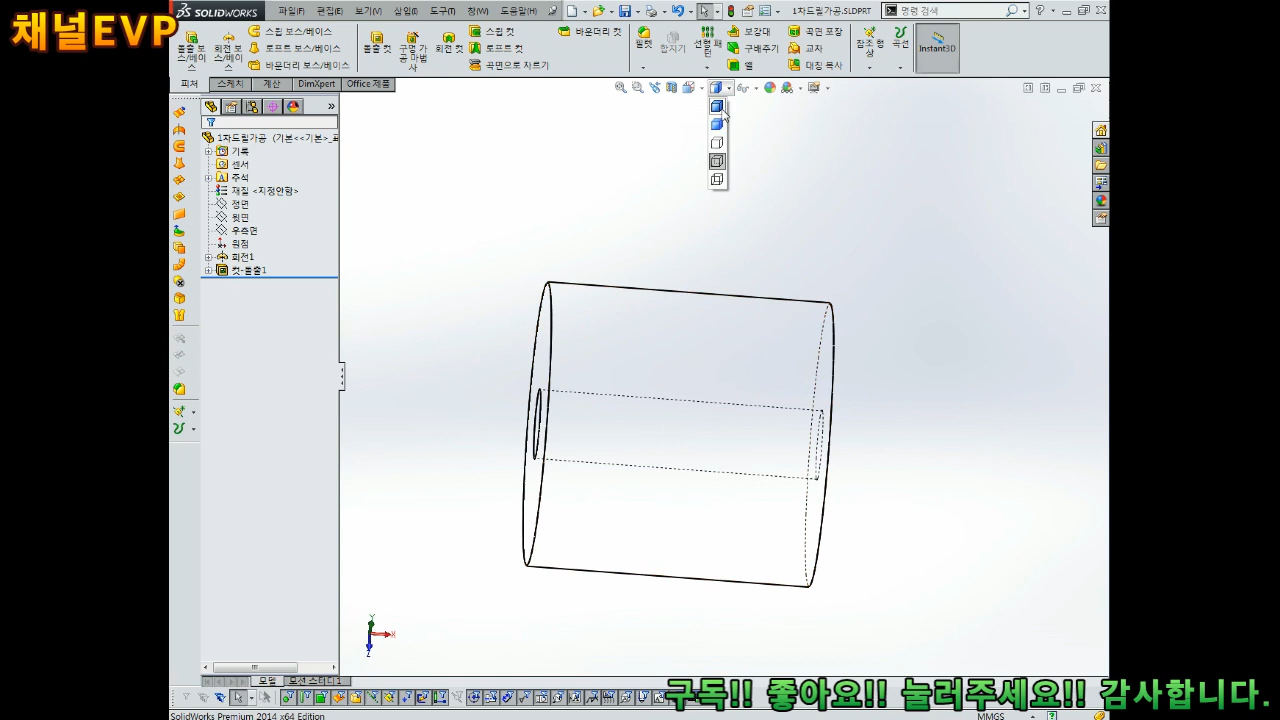 채널EVP
SOLIDWORKS
파일(F) 편집(E) 보기(V) 삽입(I) 도구(T) 창(W) 도움말(H)
1차드릴가공.SLDPRT
명령 검색
돌출 보스/베이스
회전 보스/베이스
스윕 보스/베이스
로프트 보스/베이스
바운더리 보스/베이스
돌출 컷
구멍 가공 마법사
회전 컷
스윕 컷
로프트 컷
곡면으로 자르기
바운더리 컷
필렛
선형 패턴
보강대
구배주기
쉘
곡면 포장
교차
대칭 복사
참조 형상
곡선
Instant3D
피처 스케치 계산 DimXpert Office 제품
1차드릴가공 (기본<<기본>_표
기록
센서
주석
재질 <지정안함>
정면
윗면
우측면
원점
회전1
컷-돌출1
Y
X
Z
모델 모션 스터디1
구독!! 좋아요!! 눌러주세요!! 감사합니다.
SolidWorks Premium 2014 x64 Edition
MMGS